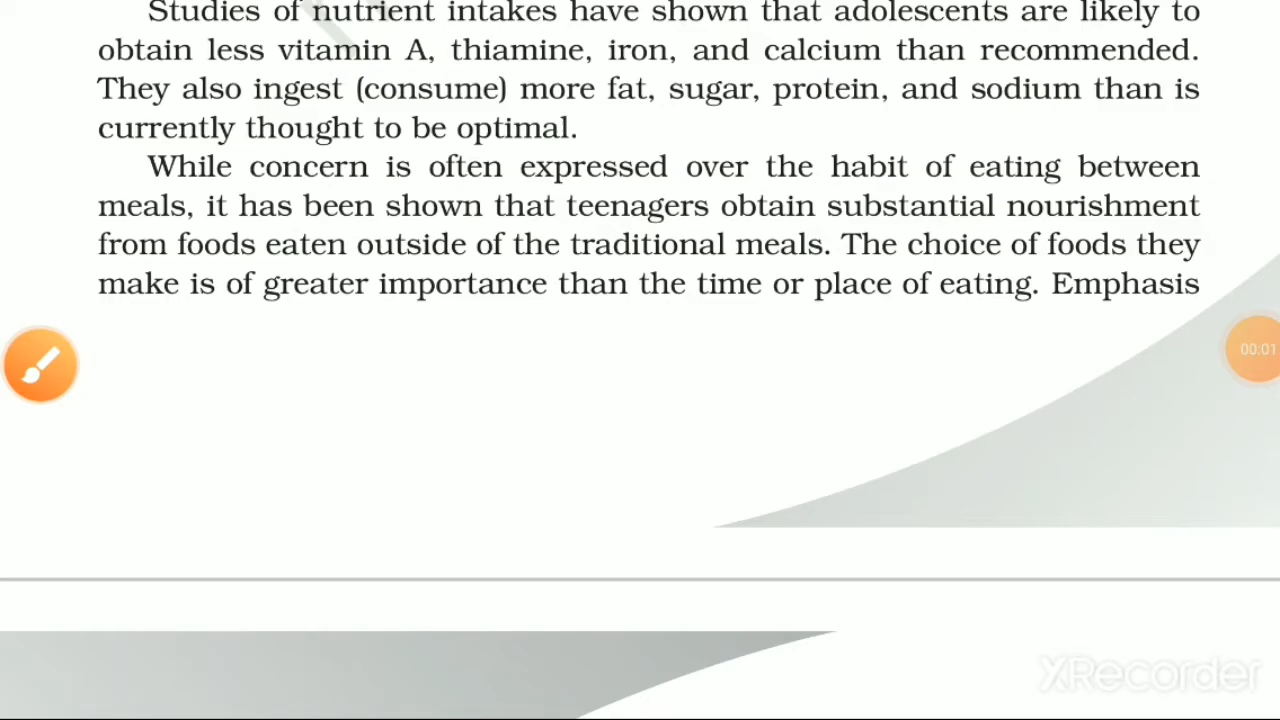 Studies of nutrient intakes have shown that adolescents are likely to
obtain less vitamin A, thiamine, iron, and calcium than recommended.
They also ingest (consume) more fat, sugar, protein, and sodium than is
currently thought to be optimal.
While concern is often expressed over the habit of eating between
meals, it has been shown that teenagers obtain substantial nourishment
from foods eaten outside of the traditional meals. The choice of foods they
make is of greater importance than the time or place of eating. Emphasis
00:01
XRecorder